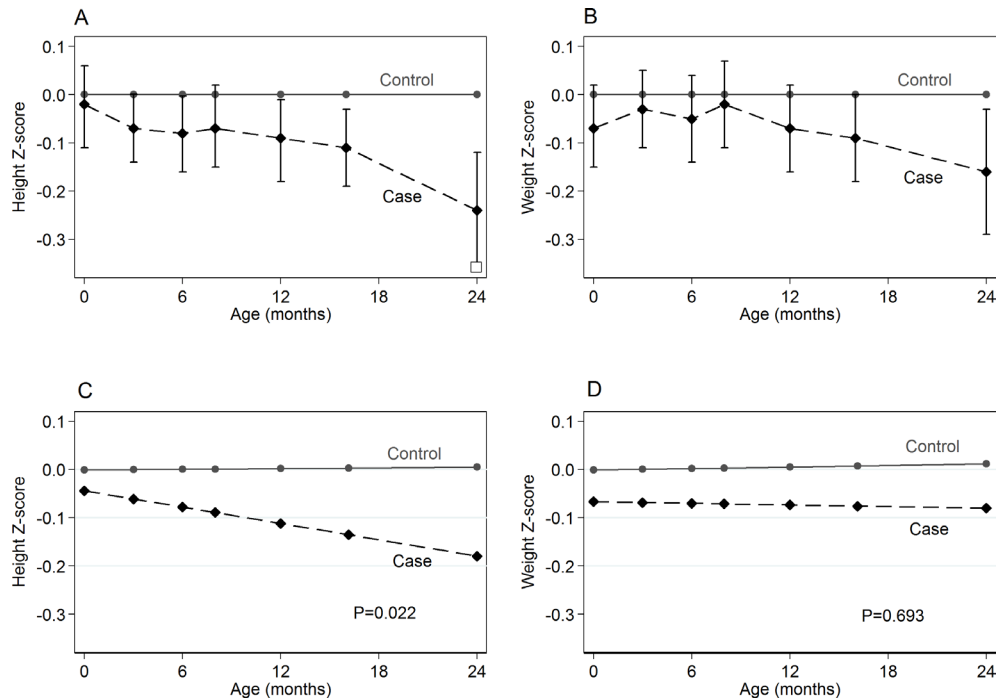 A
Height Z-score
0.1
0.0
-0.1
-0.2
-0.3
Control
Case
0 6 12 18 24
Age (months)
B
Weight Z-score
0.1
0.0
-0.1
-0.2
-0.3
Control
Case
0 6 12 18 24
Age (months)
C
Height Z-score
0.1
0.0
-0.1
-0.2
-0.3
Control
Case
P=0.022
0 6 12 18 24
Age (months)
D
Weight Z-score
0.1
0.0
-0.1
-0.2
-0.3
Control
Case
P=0.693
0 6 12 18 24
Age (months)